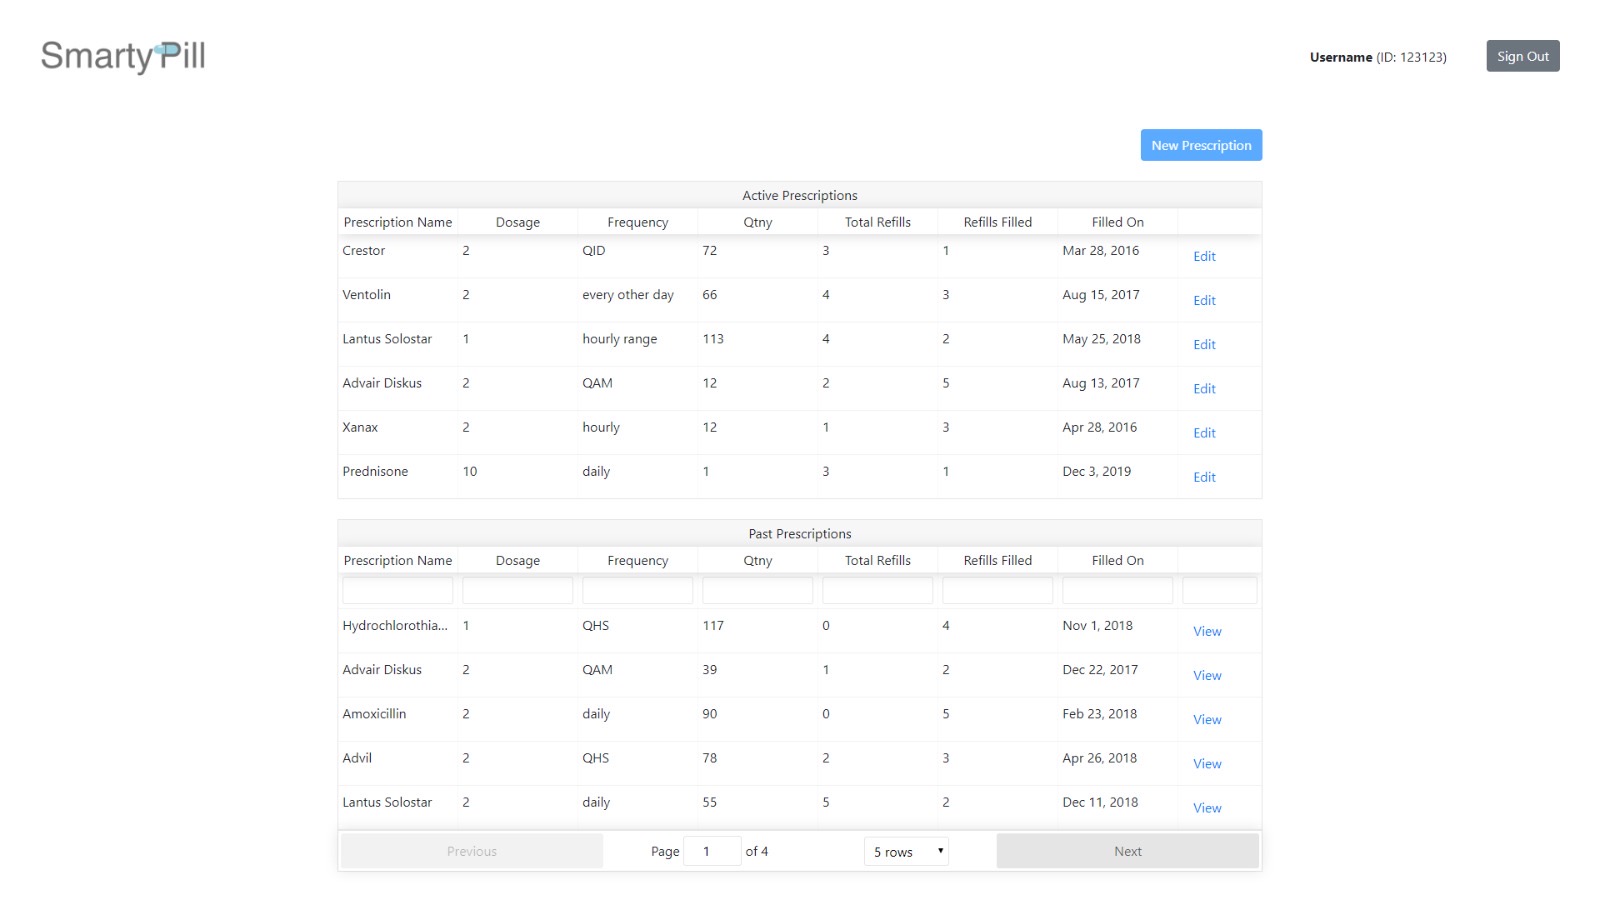 SmartyPill
Username (ID: 123123)
Sign Out
New Prescription
Active Prescriptions
Prescription Name Dosage Frequency Qtny Total Refills Refills Filled Filled On
Crestor 2 QID 72 3 1 Mar 28, 2016 Edit
Ventolin 2 every other day 66 4 3 Aug 15, 2017 Edit
Lantus Solostar 1 hourly range 113 4 2 May 25, 2018 Edit
Advair Diskus 2 QAM 12 2 5 Aug 13, 2017 Edit
Xanax 2 hourly 12 1 3 Apr 28, 2016 Edit
Prednisone 10 daily 1 3 1 Dec 3, 2019 Edit
Past Prescriptions
Prescription Name Dosage Frequency Qtny Total Refills Refills Filled Filled On
Hydrochlorothia... 1 QHS 117 0 4 Nov 1, 2018 View
Advair Diskus 2 QAM 39 1 2 Dec 22, 2017 View
Amoxicillin 2 daily 90 0 5 Feb 23, 2018 View
Advil 2 QHS 78 2 3 Apr 26, 2018 View
Lantus Solostar 2 daily 55 5 2 Dec 11, 2018 View
Previous Page 1 of 4 5 rows Next